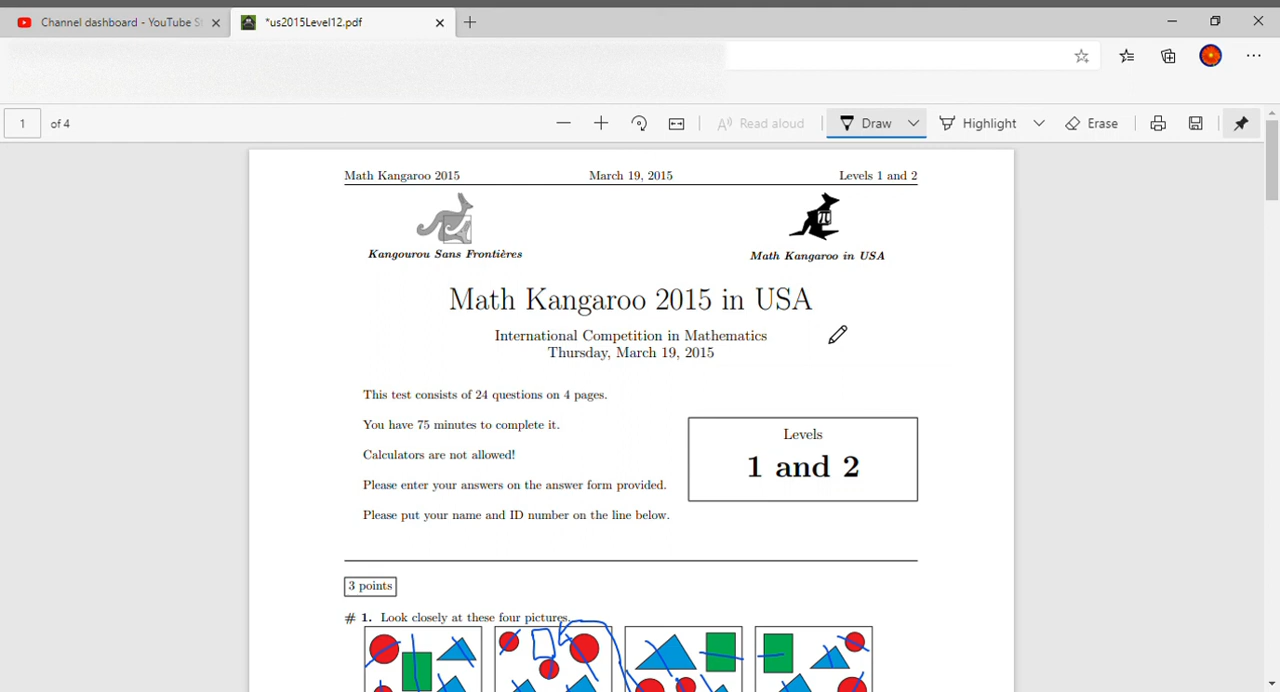 Channel dashboard - YouTube S
*us2015Level12.pdf
1 of 4
Read aloud
Draw
Highlight
Erase
Math Kangaroo 2015 March 19, 2015 Levels 1 and 2
Kangourou Sans Frontières
Math Kangaroo in USA
Math Kangaroo 2015 in USA
International Competition in Mathematics
Thursday, March 19, 2015
This test consists of 24 questions on 4 pages.
You have 75 minutes to complete it.
Calculators are not allowed!
Please enter your answers on the answer form provided.
Please put your name and ID number on the line below.
Levels
1 and 2
3 points
# 1. Look closely at these four pictures.